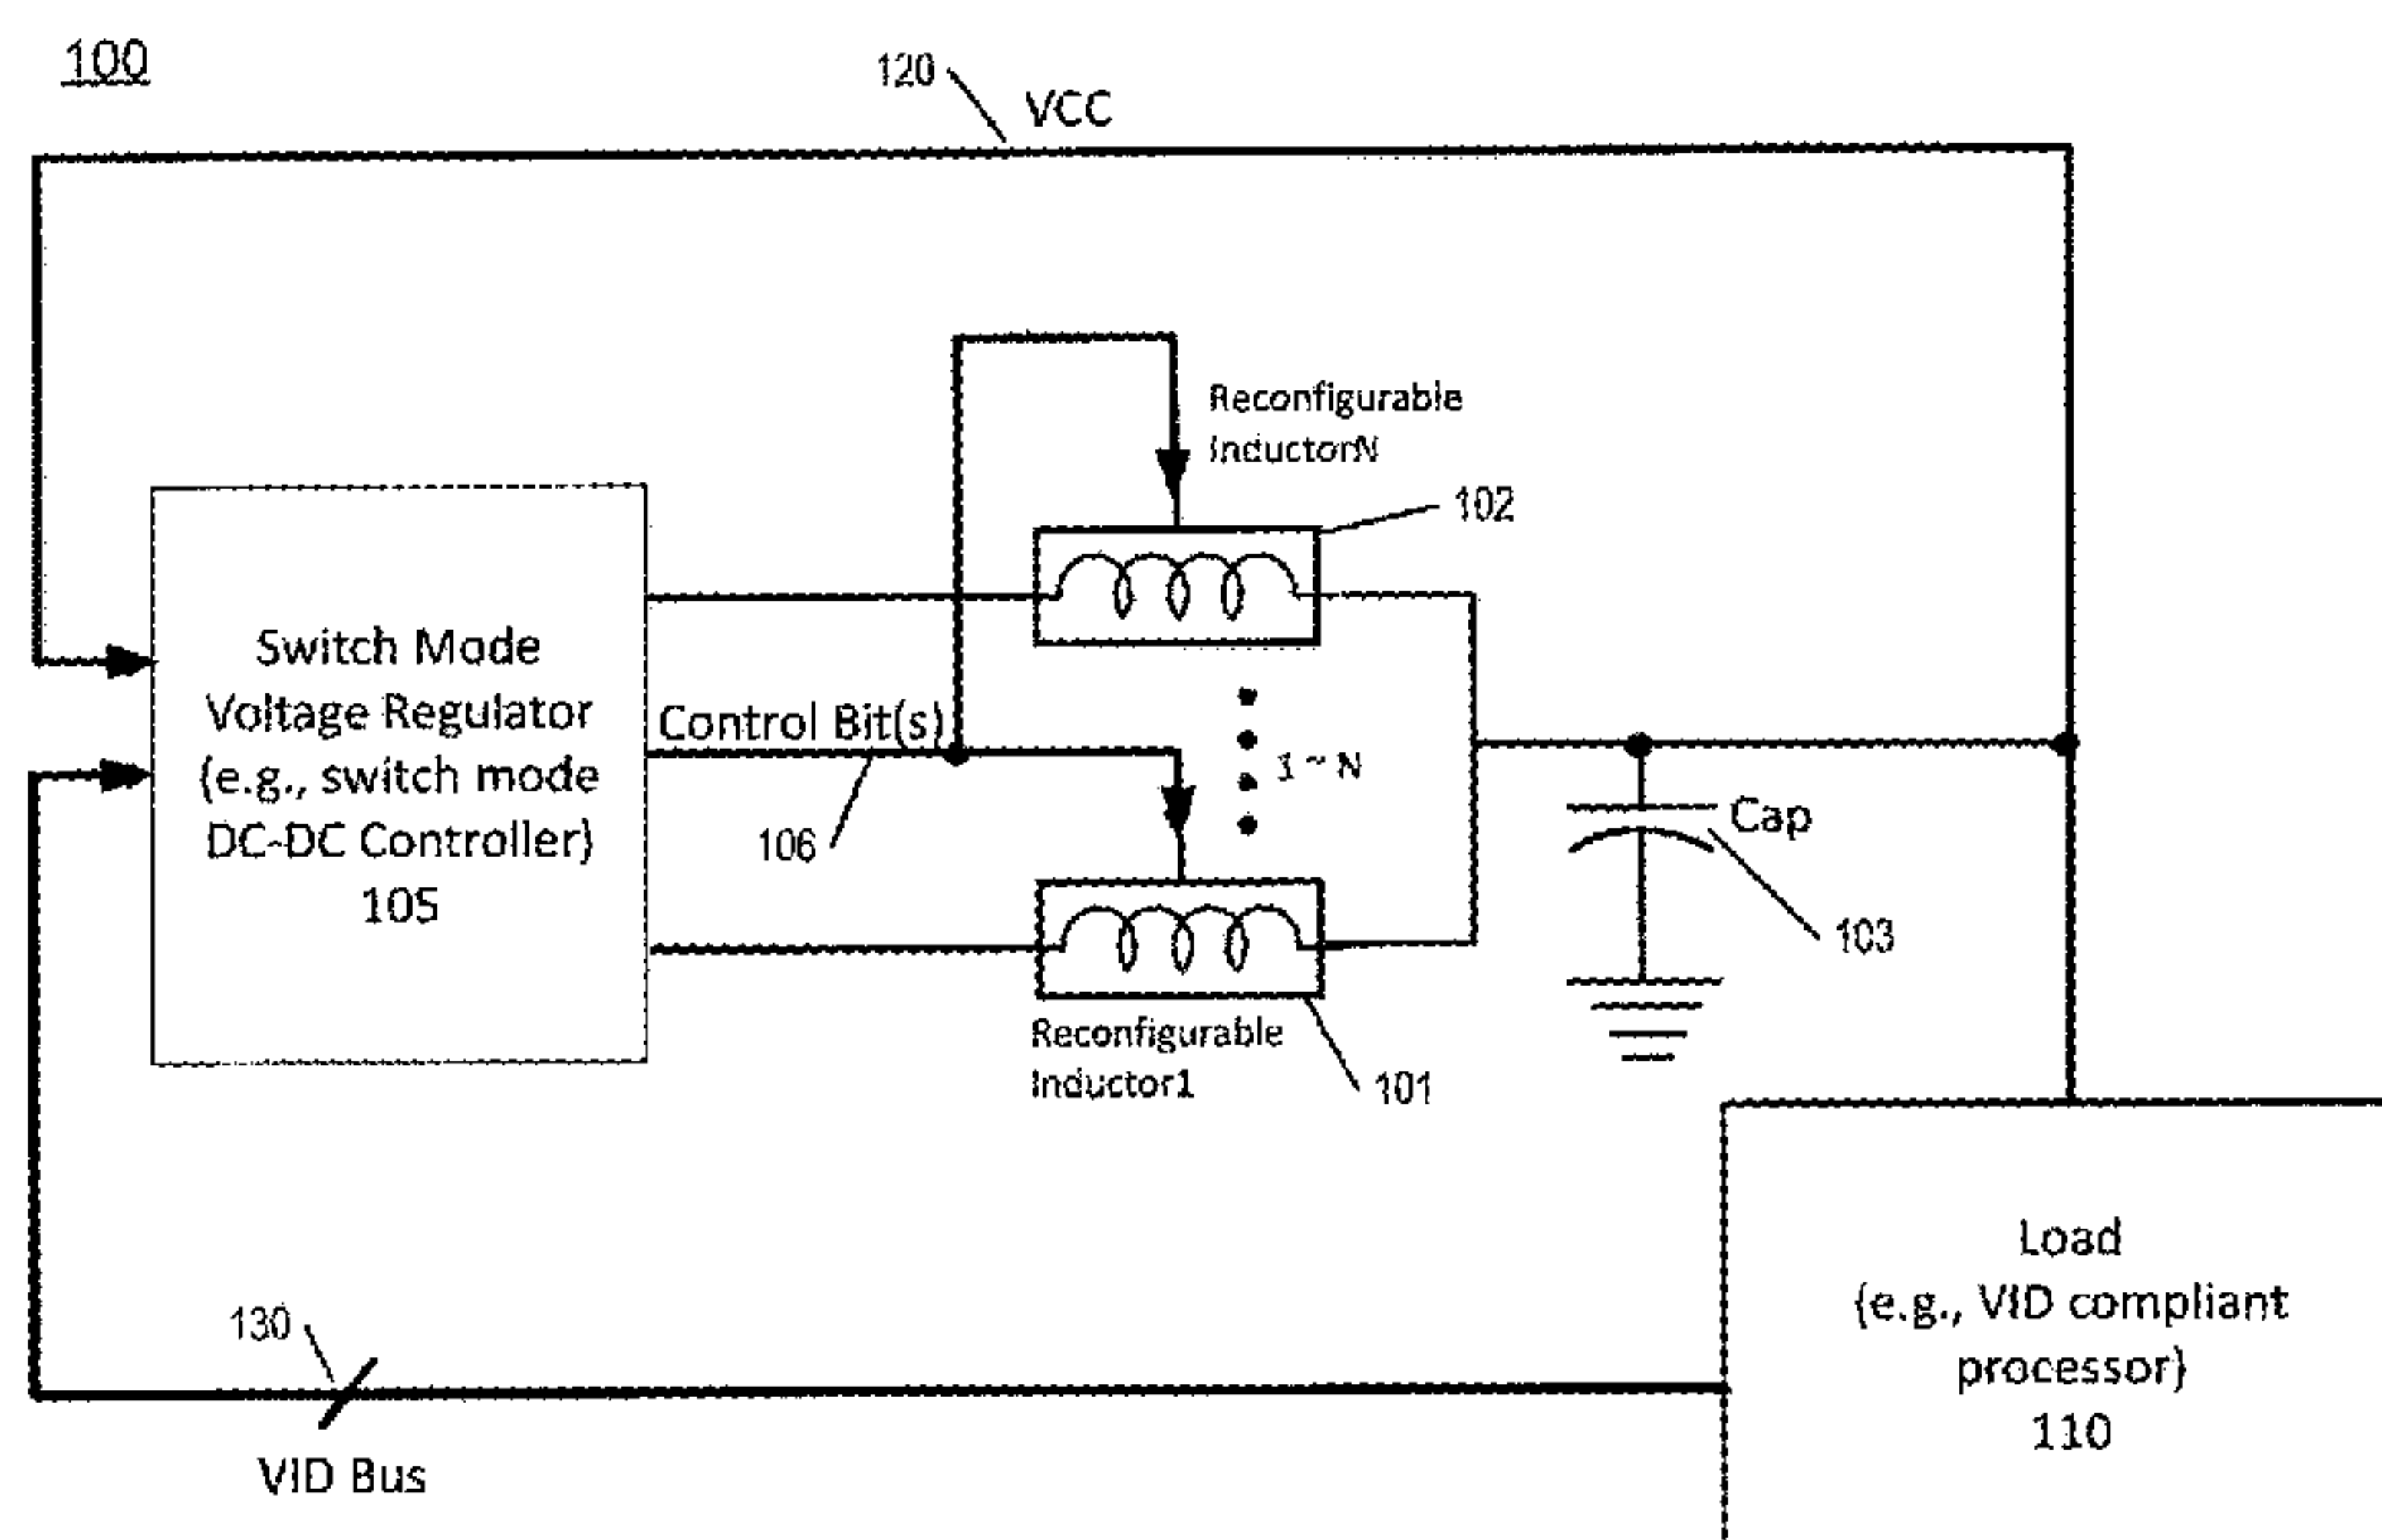 100
120
VCC
Reconfigurable
InductorN
102
Switch Mode
Voltage Regulator
(e.g., switch mode
DC-DC Controller)
105
Control Bit(s)
106
1 ~ N
Cap
103
Reconfigurable
Inductor1
101
130
VID Bus
Load
(e.g., VID compliant
processor)
110